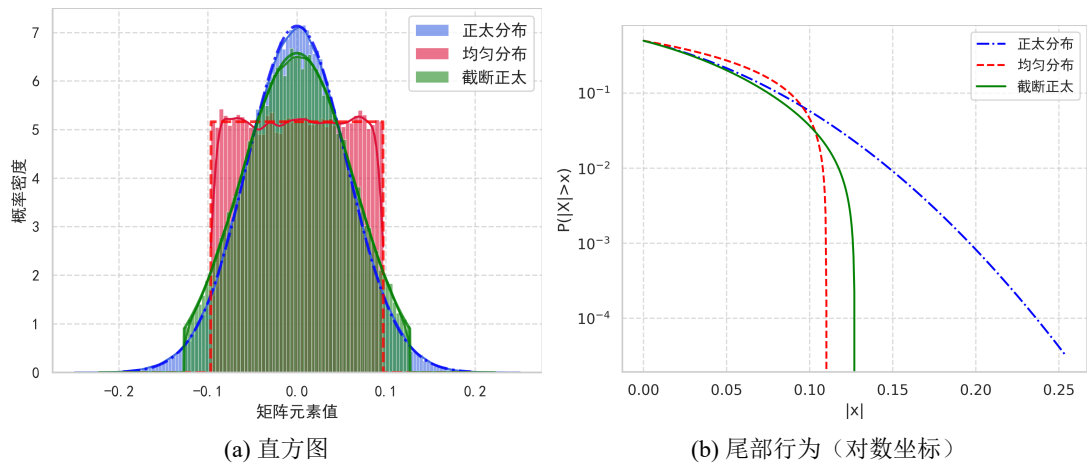 7
6
5
4
3
2
1
0
概率密度
-0.2
-0.1
0.0
0.1
0.2
矩阵元素值
正太分布
均匀分布
截断正太
(a) 直方图
10⁻¹
10⁻²
10⁻³
10⁻⁴
P(|X|>x)
0.00
0.05
0.10
0.15
0.20
0.25
|x|
正太分布
均匀分布
截断正太
(b) 尾部行为（对数坐标）